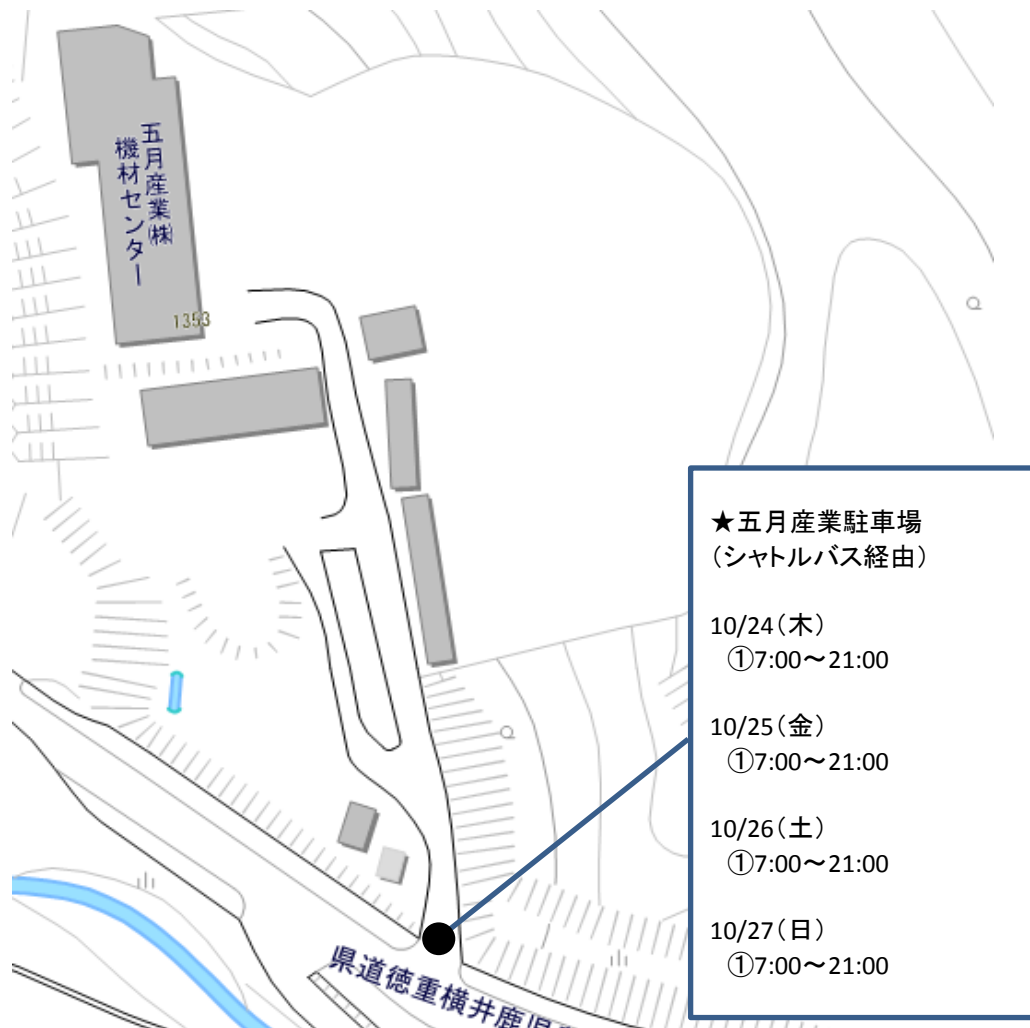 五月産業㈱
機材センター
1353
★五月産業駐車場
（シャトルバス経由）
10/24（木）
①7:00～21:00
10/25（金）
①7:00～21:00
10/26（土）
①7:00～21:00
10/27（日）
①7:00～21:00
県道徳重横井鹿児